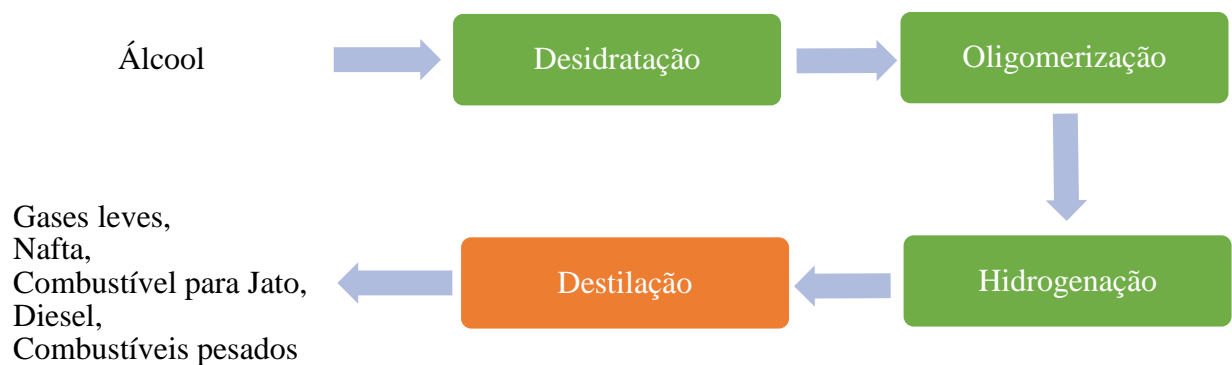 Álcool
Desidratação
Oligomerização
Hidrogenação
Destilação
Gases leves,
Nafta,
Combustível para Jato,
Diesel,
Combustíveis pesados